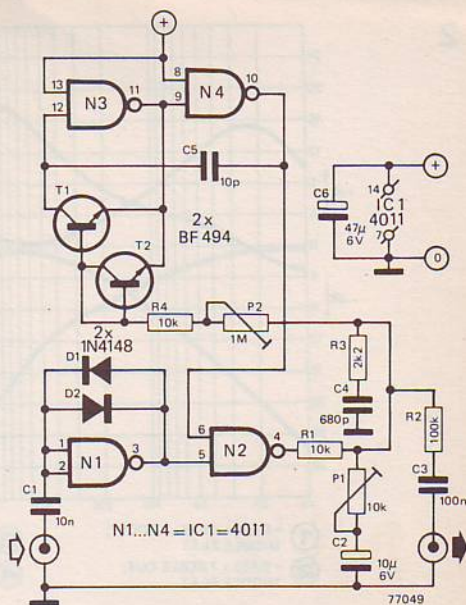 +
13
12
N3
11
8
9
N4
10
C5
10p
T1
T2
2x
BF 494
C6
47µ
6V
14
IC1
4011
7
+
0
R4
10k
P2
1M
2x
1N4148
D1
D2
R3
2k2
C4
680p
R2
100k
1
2
N1
3
6
5
N2
4
R1
10k
P1
10k
C3
100n
C1
10n
N1...N4 = IC1 = 4011
C2
10µ
6V
77049
2